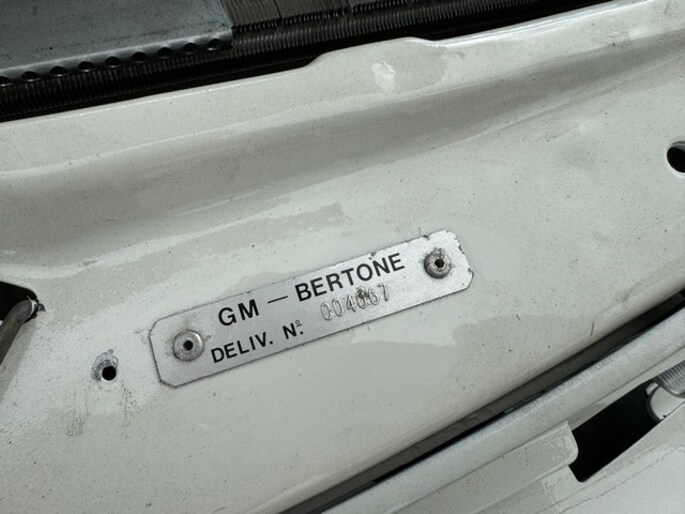 GM – BERTONE
DELIV. Nº. 004067